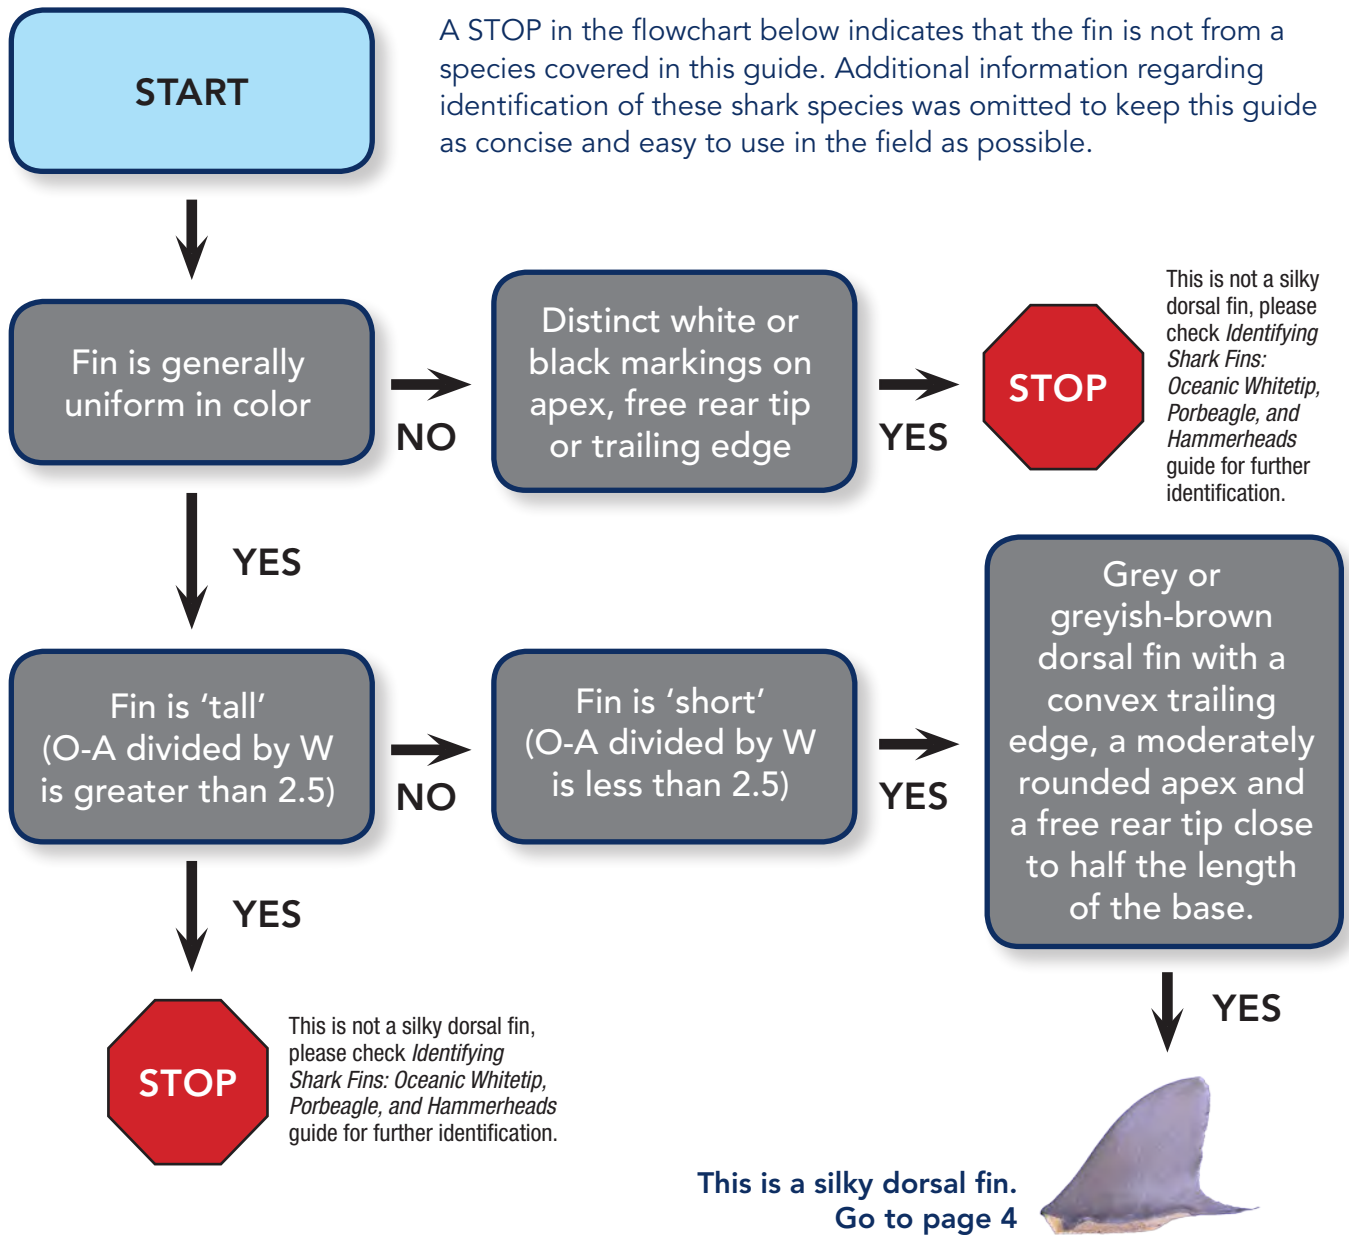 START
A STOP in the flowchart below indicates that the fin is not from a
species covered in this guide. Additional information regarding
identification of these shark species was omitted to keep this guide
as concise and easy to use in the field as possible.
Fin is generally
uniform in color
NO
Distinct white or
black markings on
apex, free rear tip
or trailing edge
YES
STOP
This is not a silky
dorsal fin, please
check Identifying
Shark Fins:
Oceanic Whitetip,
Porbeagle, and
Hammerheads
guide for further
identification.
YES
Fin is ‘tall’
(O-A divided by W
is greater than 2.5)
NO
Fin is ‘short’
(O-A divided by W
is less than 2.5)
YES
Grey or
greyish-brown
dorsal fin with a
convex trailing
edge, a moderately
rounded apex and
a free rear tip close
to half the length
of the base.
YES
STOP
This is not a silky dorsal fin,
please check Identifying
Shark Fins: Oceanic Whitetip,
Porbeagle, and Hammerheads
guide for further identification.
YES
This is a silky dorsal fin.
Go to page 4